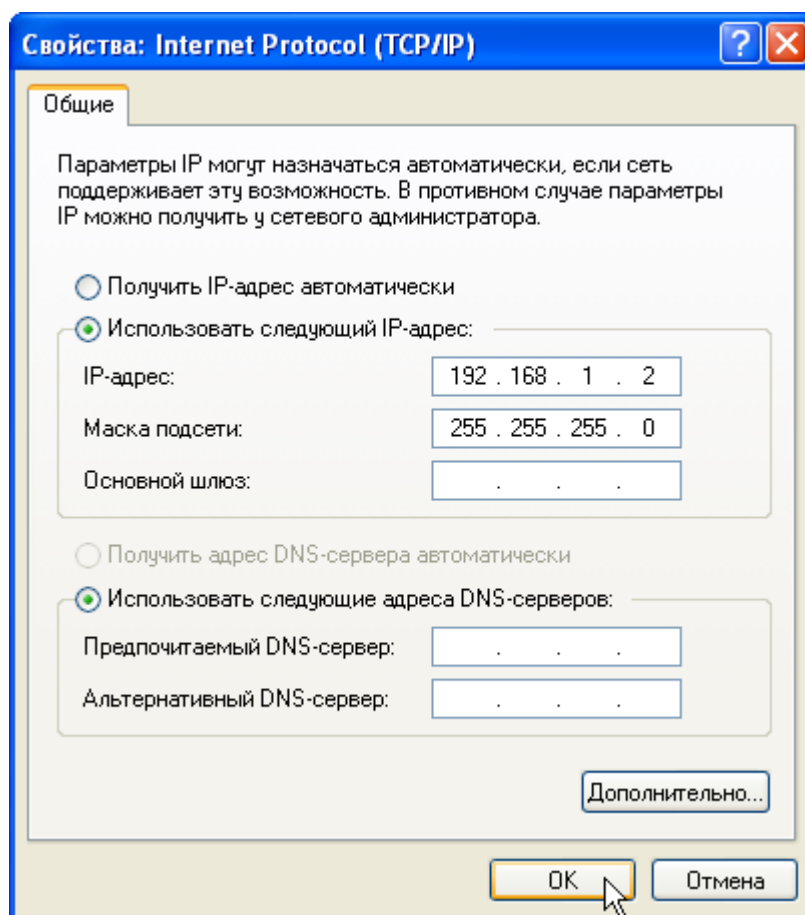 Свойства: Internet Protocol (TCP/IP)
Общие
Параметры IP могут назначаться автоматически, если сеть
поддерживает эту возможность. В противном случае параметры
IP можно получить у сетевого администратора.
Получить IP-адрес автоматически
Использовать следующий IP-адрес:
IP-адрес: 192 . 168 . 1 . 2
Маска подсети: 255 . 255 . 255 . 0
Основной шлюз: . . .
Получить адрес DNS-сервера автоматически
Использовать следующие адреса DNS-серверов:
Предпочитаемый DNS-сервер: . . .
Альтернативный DNS-сервер: . . .
Дополнительно...
OK Отмена